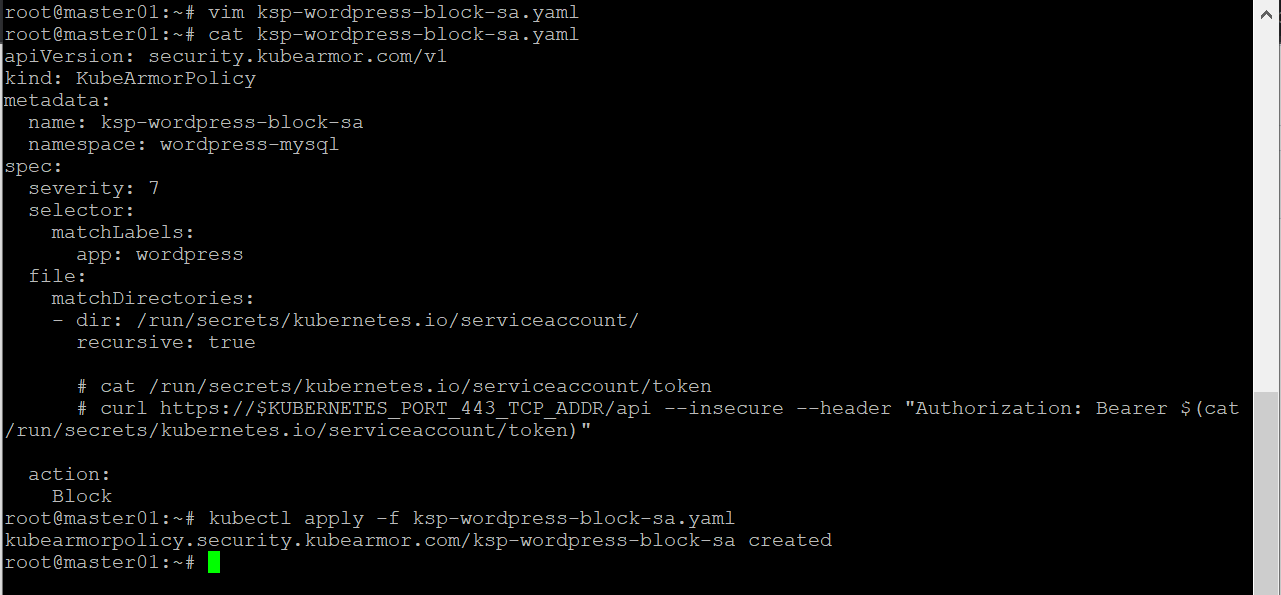 root@master01:~# vim ksp-wordpress-block-sa.yaml
root@master01:~# cat ksp-wordpress-block-sa.yaml
apiVersion: security.kubearmor.com/v1
kind: KubeArmorPolicy
metadata:
  name: ksp-wordpress-block-sa
  namespace: wordpress-mysql
spec:
  severity: 7
  selector:
    matchLabels:
      app: wordpress
  file:
    matchDirectories:
    - dir: /run/secrets/kubernetes.io/serviceaccount/
      recursive: true

      # cat /run/secrets/kubernetes.io/serviceaccount/token
      # curl https://$KUBERNETES_PORT_443_TCP_ADDR/api --insecure --header "Authorization: Bearer $(cat
/run/secrets/kubernetes.io/serviceaccount/token)"

  action:
    Block
root@master01:~# kubectl apply -f ksp-wordpress-block-sa.yaml
kubearmorpolicy.security.kubearmor.com/ksp-wordpress-block-sa created
root@master01:~#